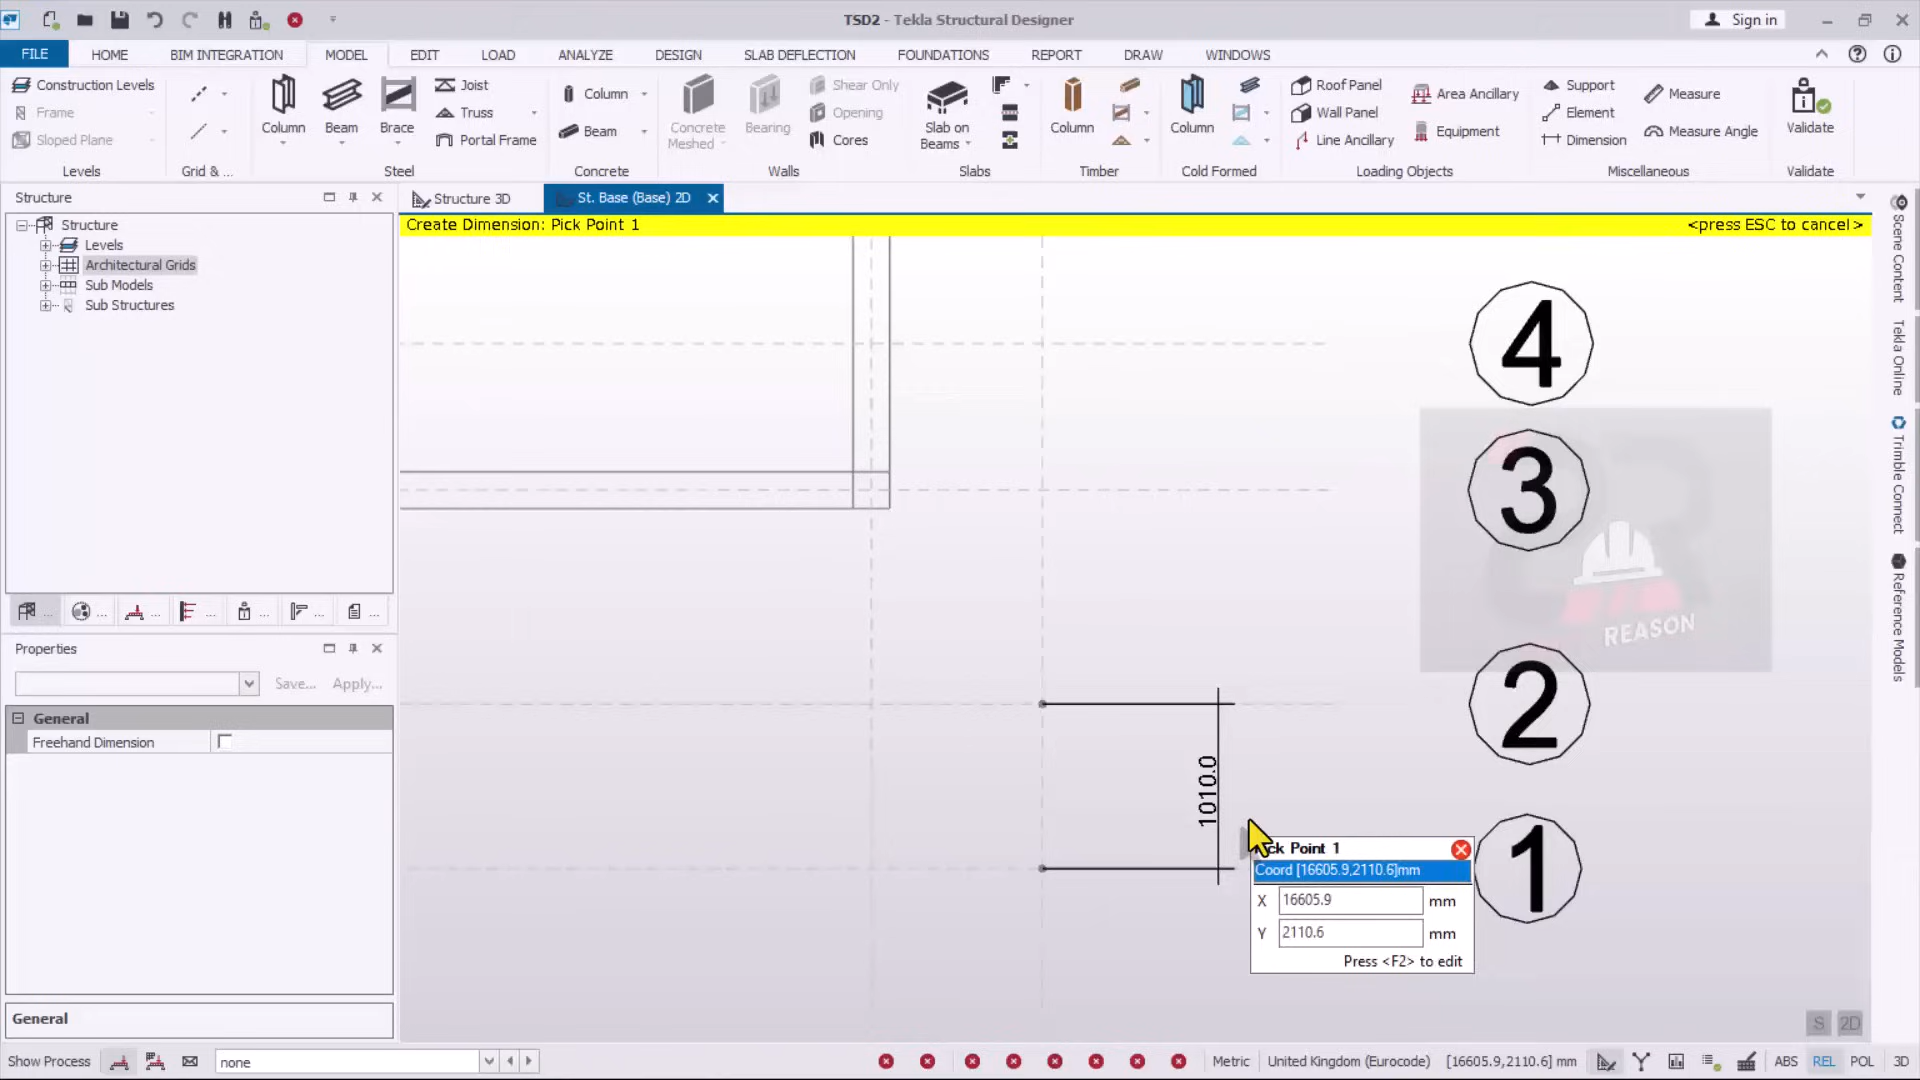 TSD2 - Tekla Structural Designer
Sign in
FILE HOME BIM INTEGRATION MODEL EDIT LOAD ANALYZE DESIGN SLAB DEFLECTION FOUNDATIONS REPORT DRAW WINDOWS
Construction Levels
Frame
Sloped Plane
Levels
Grid & ...
Column
Beam
Brace
Joist
Truss
Portal Frame
Steel
Column
Beam
Concrete
Concrete
Meshed
Bearing
Shear Only
Opening
Cores
Walls
Slab on
Beams
Slabs
Column
Timber
Column
Cold Formed
Roof Panel
Wall Panel
Line Ancillary
Area Ancillary
Equipment
Loading Objects
Support
Element
Dimension
Measure
Measure Angle
Miscellaneous
Validate
Validate
Structure
Structure 3D
St. Base (Base) 2D
Create Dimension: Pick Point 1
<press ESC to cancel>
Structure
Levels
Architectural Grids
Sub Models
Sub Structures
Properties
Save...
Apply...
General
Freehand Dimension
General
4
3
2
1
REASON
1010.0
Pick Point 1
Coord [16605.9,2110.6]mm
X 16605.9 mm
Y 2110.6 mm
Press <F2> to edit
Scene Content
Tekla Online
Trimble Connect
Reference Models
S 2D
Show Process
none
Metric
United Kingdom (Eurocode)
[16605.9,2110.6] mm
ABS REL POL 3D